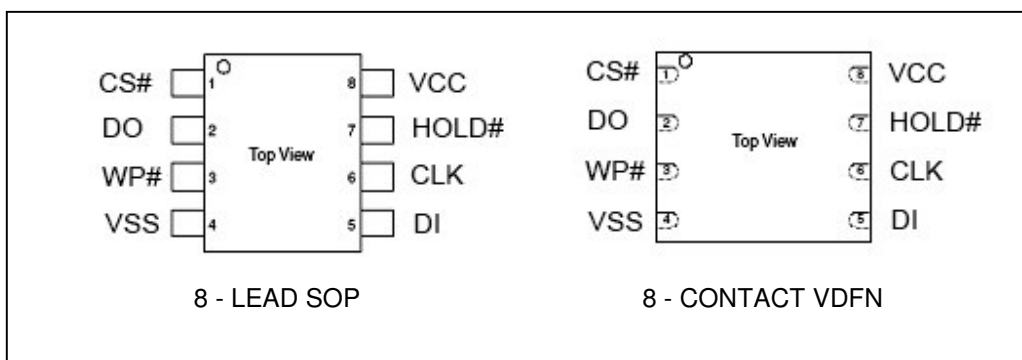 CS# 1 8 VCC
DO 2 7 HOLD#
Top View
WP# 3 6 CLK
VSS 4 5 DI
8 - LEAD SOP
CS# 1 8 VCC
DO 2 7 HOLD#
Top View
WP# 3 6 CLK
VSS 4 5 DI
8 - CONTACT VDFN